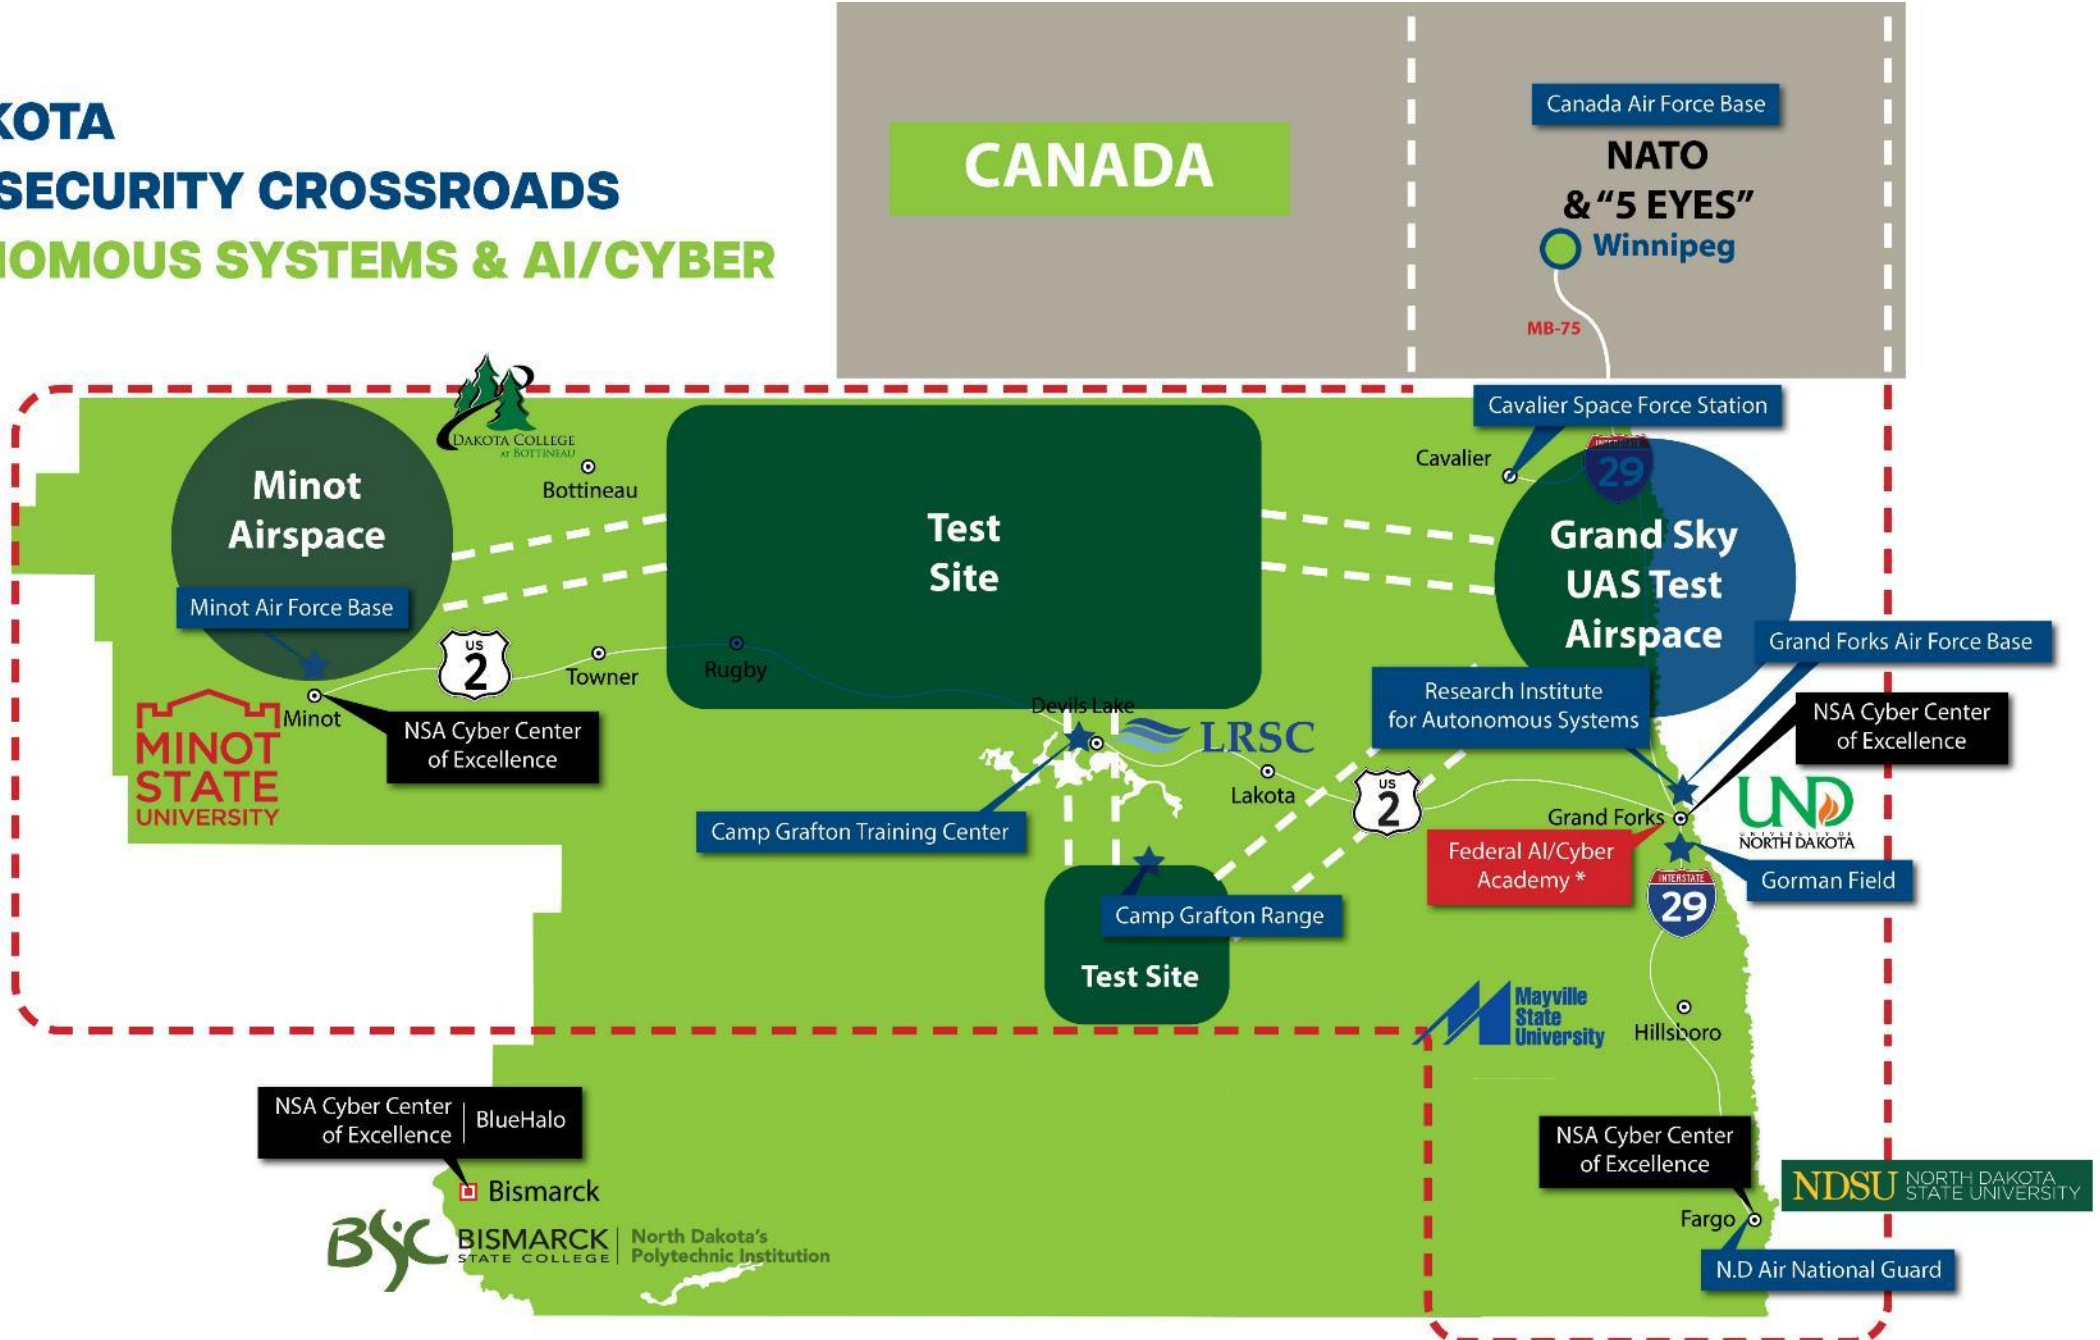 KOTA
SECURITY CROSSROADS
NOMOUS SYSTEMS & AI/CYBER
CANADA
Canada Air Force Base
NATO
& “5 EYES”
Winnipeg
MB-75
DAKOTA COLLEGE
AT BOTTINEAU
Bottineau
Minot
Airspace
Minot Air Force Base
Test
Site
Cavalier Space Force Station
Cavalier
INTERSTATE
29
Grand Sky
UAS Test
Airspace
Grand Forks Air Force Base
US
2
Towner
Rugby
Minot
MINOT
STATE
UNIVERSITY
NSA Cyber Center
of Excellence
Devils Lake
LRSC
Research Institute
for Autonomous Systems
NSA Cyber Center
of Excellence
Lakota
US
2
Camp Grafton Training Center
Grand Forks
UND
UNIVERSITY OF
NORTH DAKOTA
Federal AI/Cyber
Academy *
Gorman Field
INTERSTATE
29
Camp Grafton Range
Test Site
Mayville
State
University
Hillsboro
NSA Cyber Center
of Excellence
BlueHalo
Bismarck
BSC
BISMARCK
STATE COLLEGE
North Dakota's
Polytechnic Institution
NSA Cyber Center
of Excellence
NDSU
NORTH DAKOTA
STATE UNIVERSITY
Fargo
N.D Air National Guard